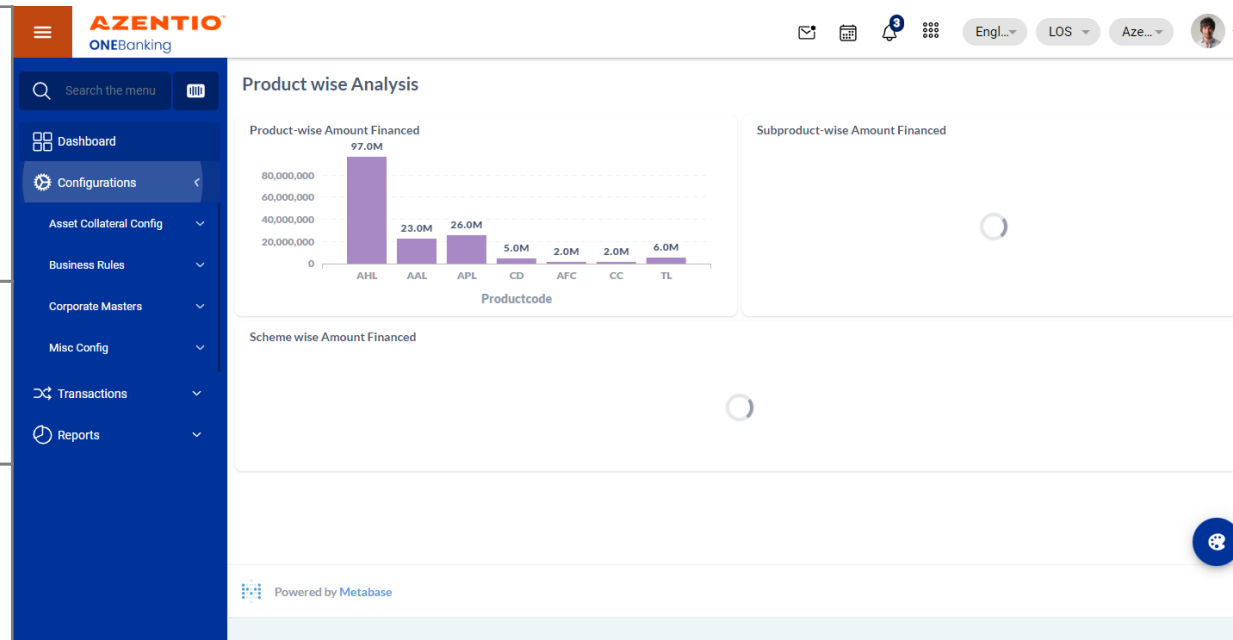 AZENTIO
ONEBanking
3
Engl...
LOS
Aze...
Search the menu
Dashboard
Configurations
Asset Collateral Config
Business Rules
Corporate Masters
Misc Config
Transactions
Reports
Product wise Analysis
Product-wise Amount Financed
97.0M
80,000,000
60,000,000
40,000,000
20,000,000
0
23.0M
26.0M
5.0M
2.0M
2.0M
6.0M
AHL AAL APL CD AFC CC TL
Productcode
Subproduct-wise Amount Financed
Scheme wise Amount Financed
Powered by Metabase